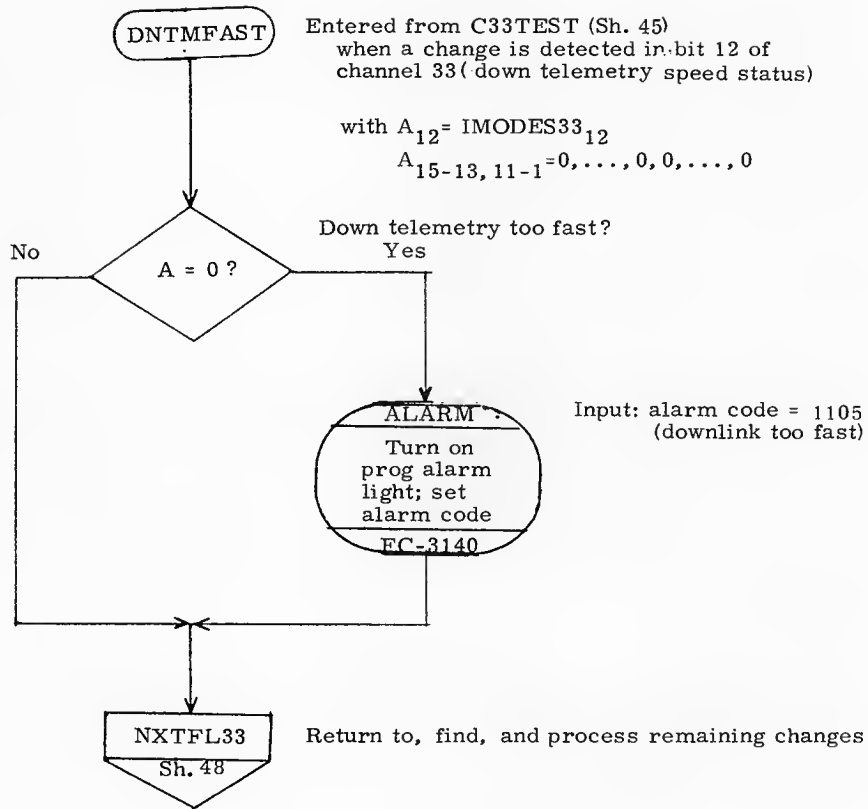 DNTMFAST
Entered from C33TEST (Sh. 45)
when a change is detected in bit 12 of
channel 33 (down telemetry speed status)
with A12 = IMODES33 12
A15-13, 11-1 = 0, . . . , 0, 0, . . . , 0
Down telemetry too fast?
No
Yes
A = 0 ?
ALARM
Turn on
prog alarm
light; set
alarm code
FC-3140
Input: alarm code = 1105
(downlink too fast)
NXTFL33
Sh. 48
Return to, find, and process remaining changes